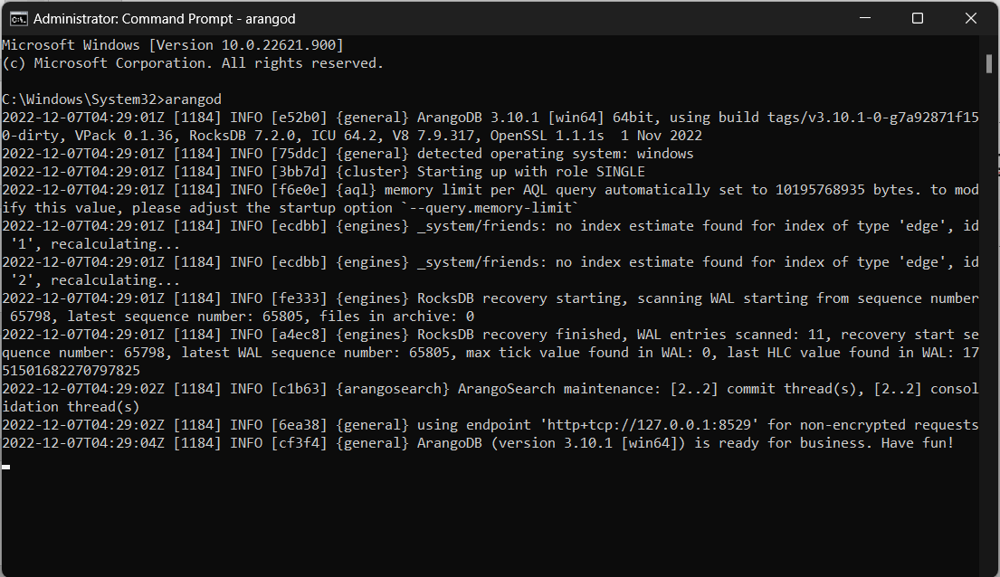 Administrator: Command Prompt - arangod
Microsoft Windows [Version 10.0.22621.900]
(c) Microsoft Corporation. All rights reserved.
C:\Windows\System32>arangod
2022-12-07T04:29:01Z [1184] INFO [e52b0] {general} ArangoDB 3.10.1 [win64] 64bit, using build tags/v3.10.1-0-g7a92871f15
0-dirty, VPack 0.1.36, RocksDB 7.2.0, ICU 64.2, V8 7.9.317, OpenSSL 1.1.1s  1 Nov 2022
2022-12-07T04:29:01Z [1184] INFO [75ddc] {general} detected operating system: windows
2022-12-07T04:29:01Z [1184] INFO [3bb7d] {cluster} Starting up with role SINGLE
2022-12-07T04:29:01Z [1184] INFO [f6e0e] {aql} memory limit per AQL query automatically set to 10195768935 bytes. to mod
ify this value, please adjust the startup option `--query.memory-limit`
2022-12-07T04:29:01Z [1184] INFO [ecdbb] {engines} _system/friends: no index estimate found for index of type 'edge', id
 '1', recalculating...
2022-12-07T04:29:01Z [1184] INFO [ecdbb] {engines} _system/friends: no index estimate found for index of type 'edge', id
 '2', recalculating...
2022-12-07T04:29:01Z [1184] INFO [fe333] {engines} RocksDB recovery starting, scanning WAL starting from sequence number
 65798, latest sequence number: 65805, files in archive: 0
2022-12-07T04:29:01Z [1184] INFO [a4ec8] {engines} RocksDB recovery finished, WAL entries scanned: 11, recovery start se
quence number: 65798, latest WAL sequence number: 65805, max tick value found in WAL: 0, last HLC value found in WAL: 17
51501682270797825
2022-12-07T04:29:02Z [1184] INFO [c1b63] {arangosearch} ArangoSearch maintenance: [2..2] commit thread(s), [2..2] consol
idation thread(s)
2022-12-07T04:29:02Z [1184] INFO [6ea38] {general} using endpoint 'http+tcp://127.0.0.1:8529' for non-encrypted requests
2022-12-07T04:29:04Z [1184] INFO [cf3f4] {general} ArangoDB (version 3.10.1 [win64]) is ready for business. Have fun!